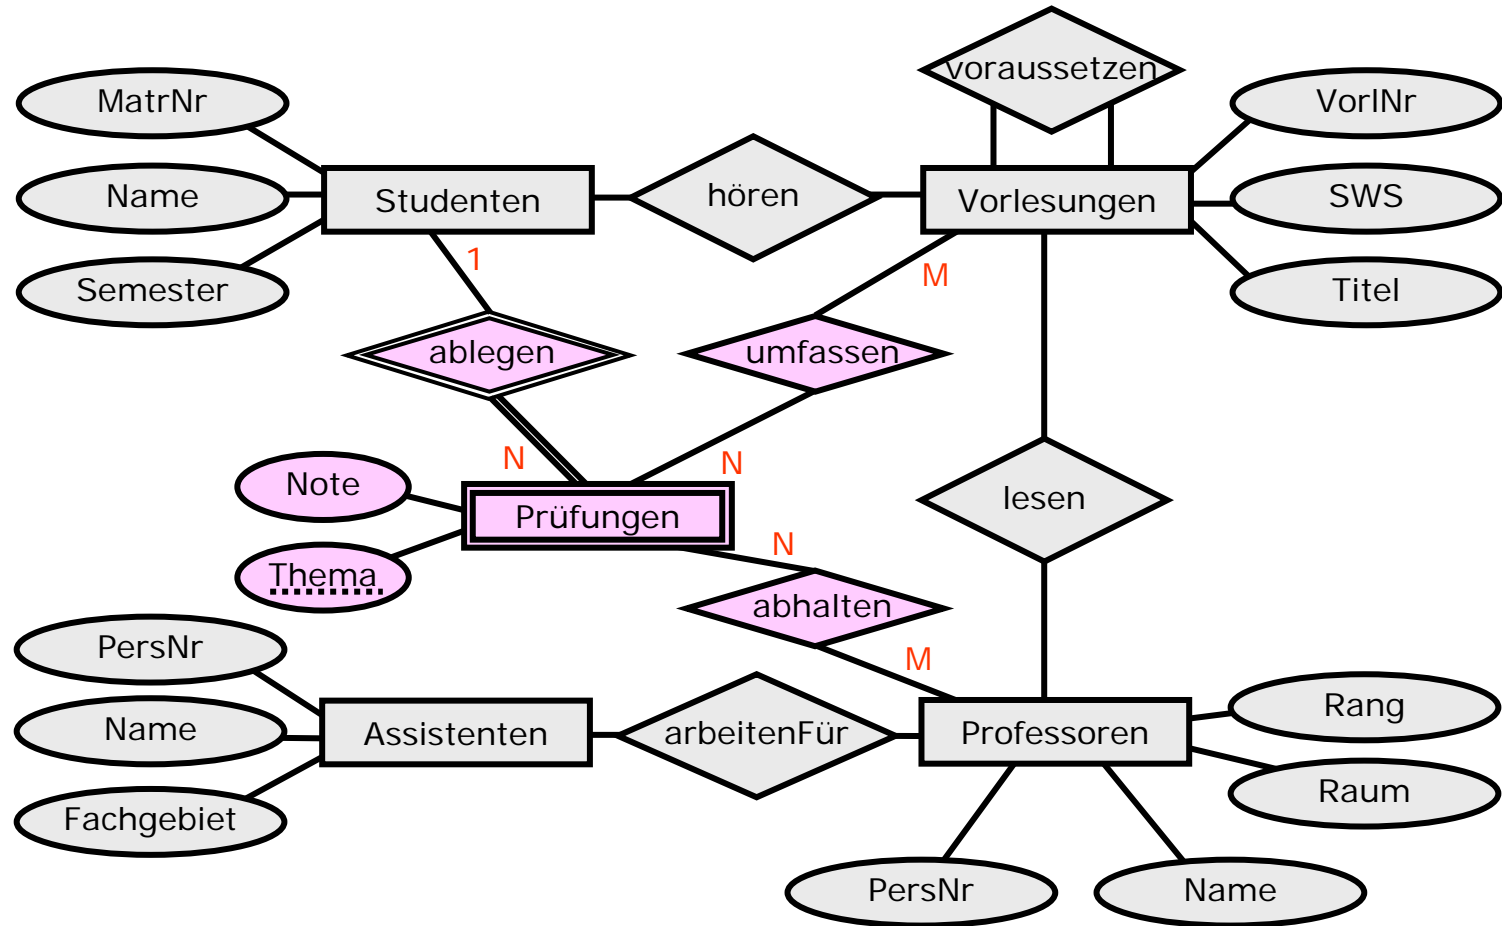 voraussetzen
MatrNr
VorlNr
Name
Studenten
hören
Vorlesungen
SWS
1
M
Semester
Titel
ablegen
umfassen
N
N
Note
lesen
Prüfungen
N
Thema
abhalten
PersNr
M
Rang
Name
Assistenten
arbeitenFür
Professoren
Raum
Fachgebiet
PersNr
Name